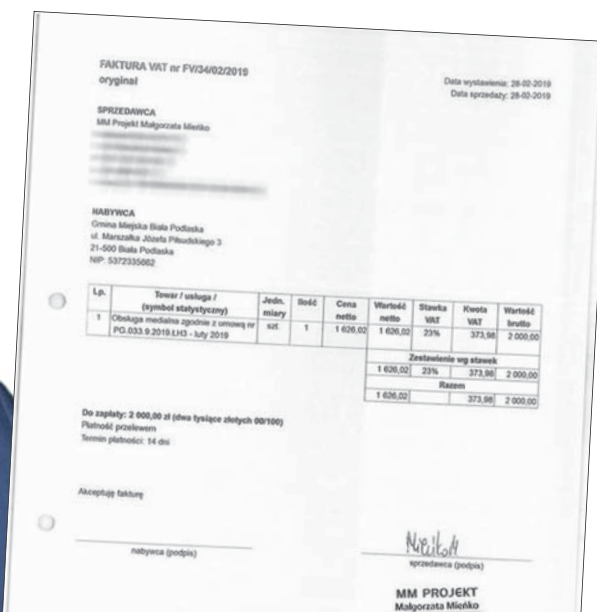 FAKTURA VAT nr FV/34/02/2019
oryginał
Data wystawienia: 28-02-2019
Data sprzedaży: 28-02-2019
SPRZEDAWCA
MM Projekt Małgorzata Mieńko
NABYWCA
Gmina Miejska Biała Podlaska
ul. Marszałka Józefa Piłsudskiego 3
21-500 Biała Podlaska
NIP: 5372335662
Lp. Towar / usługa / (symbol statystyczny) Jedn. miary Ilość Cena netto Wartość netto Stawka VAT Kwota VAT Wartość brutto
1 Obsługa medialna zgodnie z umową nr PG.033.9.2019.ŁH3 - luty 2019 szt. 1 1 626,02 1 626,02 23% 373,98 2 000,00
Zestawienie wg stawek
1 626,02 23% 373,98 2 000,00
Razem
1 626,02 373,98 2 000,00
Do zapłaty: 2 000,00 zł (dwa tysiące złotych 00/100)
Płatność przelewem
Termin płatności: 14 dni
Akceptuję fakturę
nabywca (podpis)
sprzedawca (podpis)
MM PROJEKT
Małgorzata Mieńko